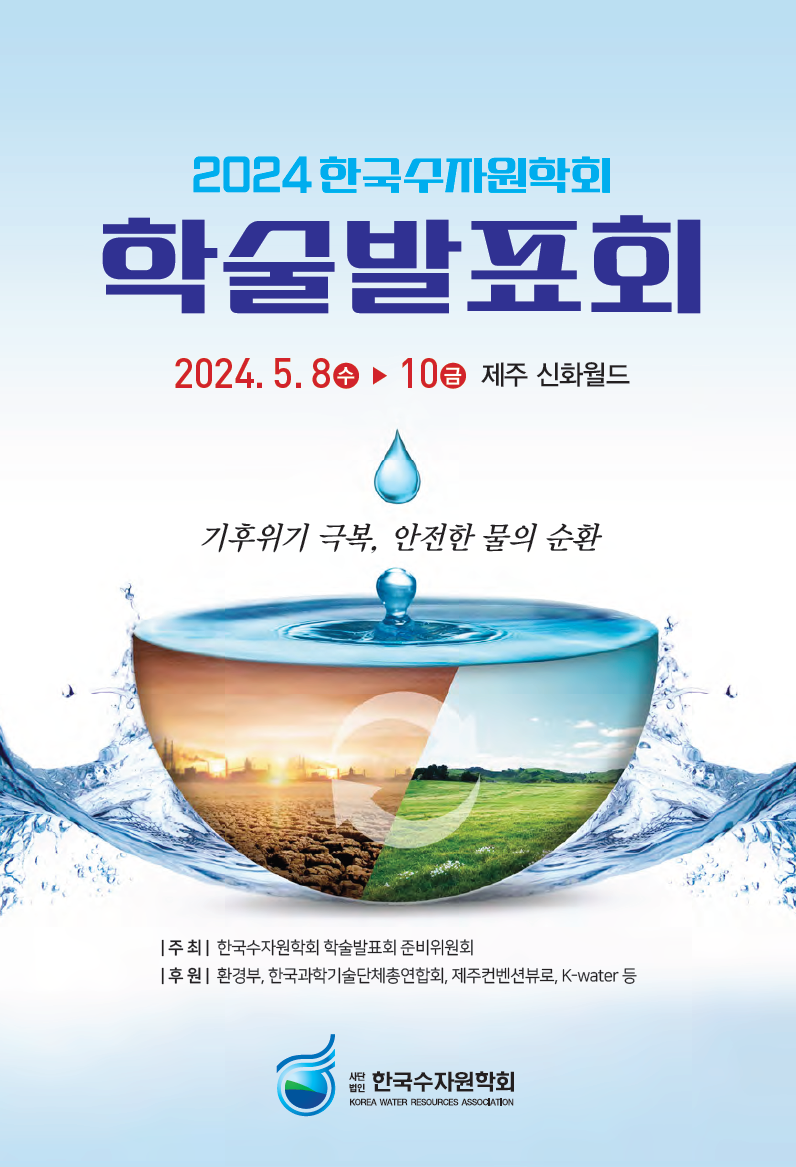 2024 한국수자원학회
학술발표회
2024. 5. 8수 ▶ 10금 제주 신화월드
기후위기 극복, 안전한 물의 순환
|주 최| 한국수자원학회 학술발표회 준비위원회
|후 원| 환경부, 한국과학기술단체총연합회, 제주컨벤션뷰로, K-water 등
사단법인 한국수자원학회
KOREA WATER RESOURCES ASSOCIATION